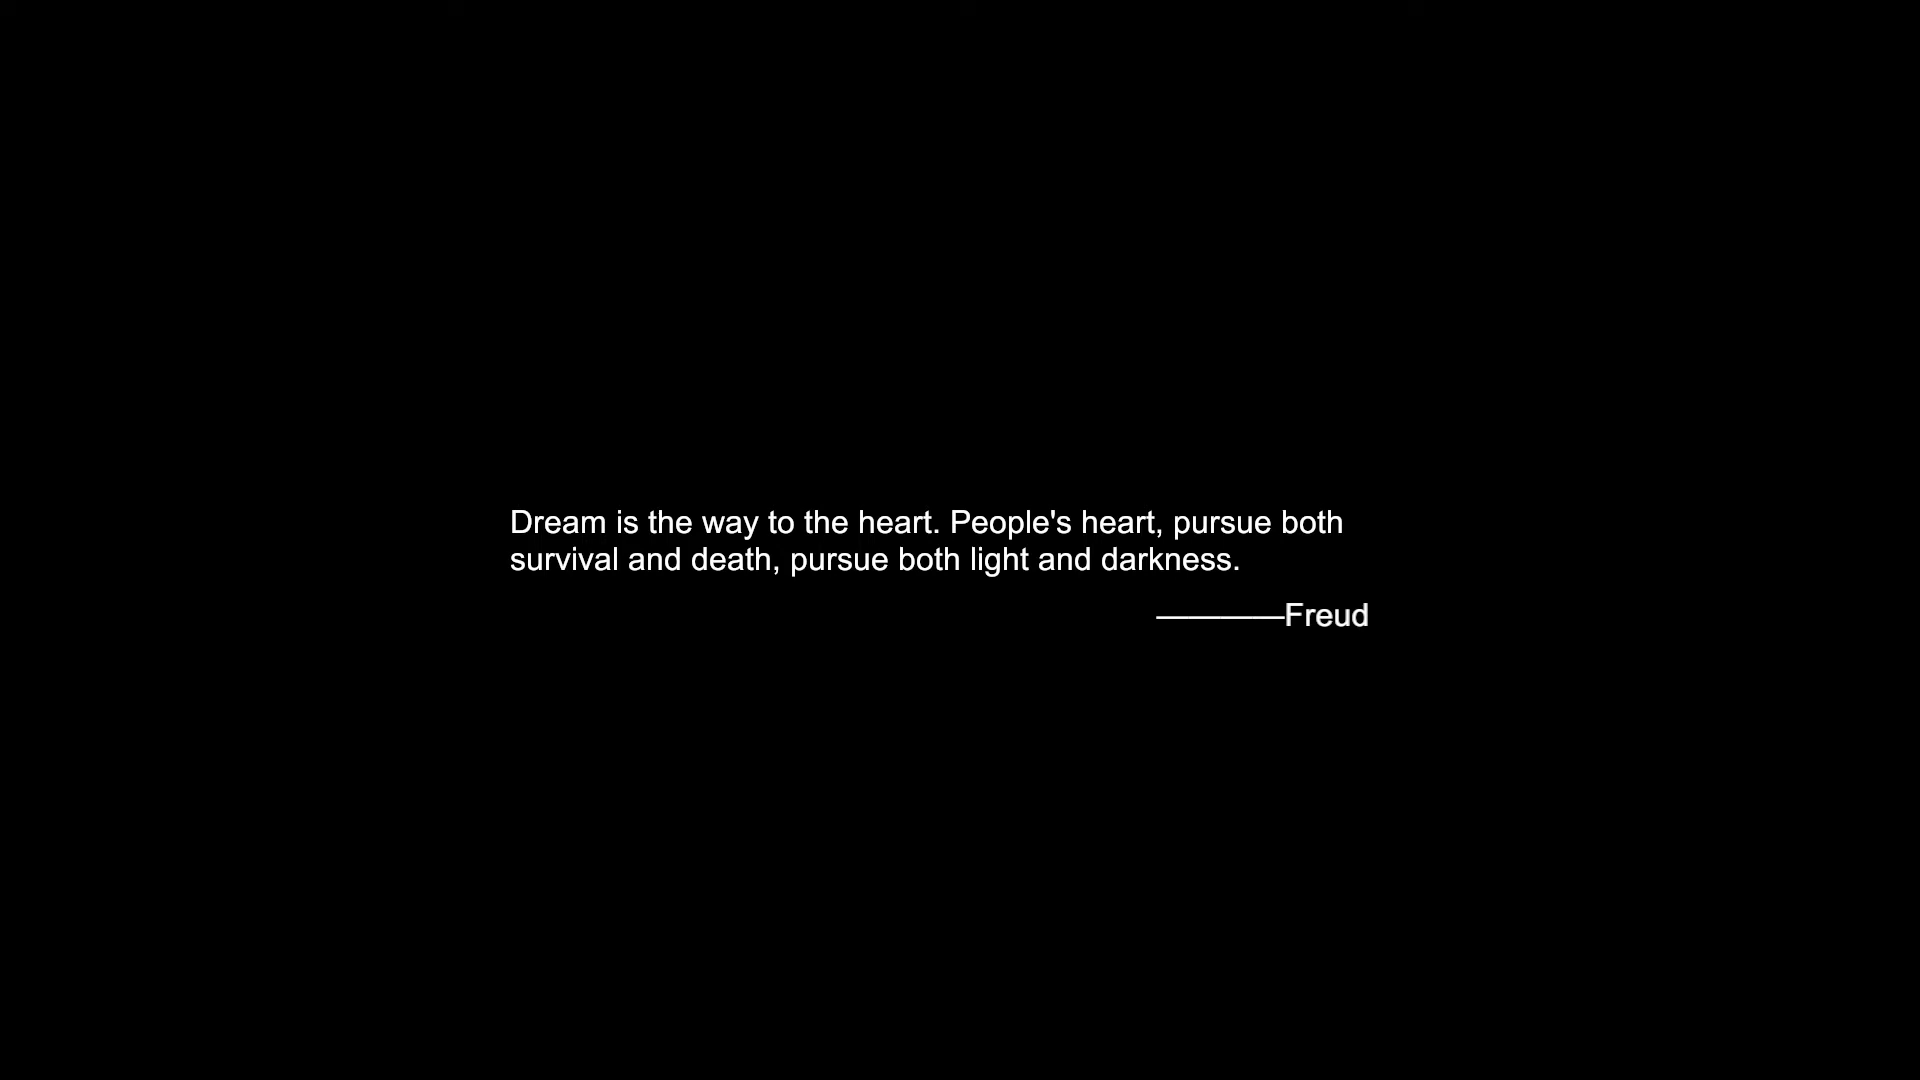 Dream is the way to the heart. People's heart, pursue both
survival and death, pursue both light and darkness.
————Freud